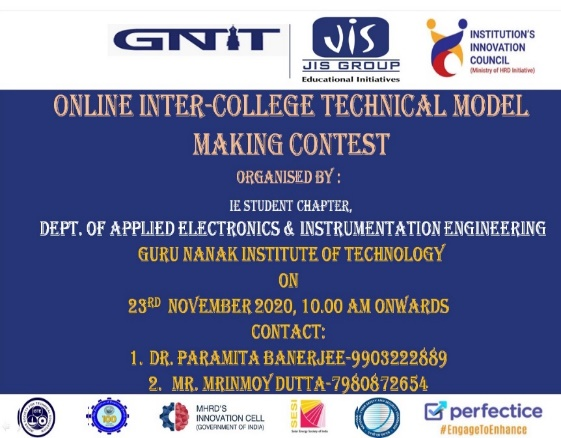 GNIT
JIS
JIS GROUP
Educational Initiatives
INSTITUTION'S
INNOVATION
COUNCIL
(Ministry of HRD Initiative)
ONLINE INTER-COLLEGE TECHNICAL MODEL
MAKING CONTEST
ORGANISED BY :
IE STUDENT CHAPTER,
DEPT. OF APPLIED ELECTRONICS & INSTRUMENTATION ENGINEERING
GURU NANAK INSTITUTE OF TECHNOLOGY
ON
23RD NOVEMBER 2020, 10.00 AM ONWARDS
CONTACT:
1. DR. PARAMITA BANERJEE-9903222889
2. MR. MRINMOY DUTTA-7980872654
100
MHRD'S
INNOVATION CELL
(GOVERNMENT OF INDIA)
SESI
perfectice
#EngageToEnhance